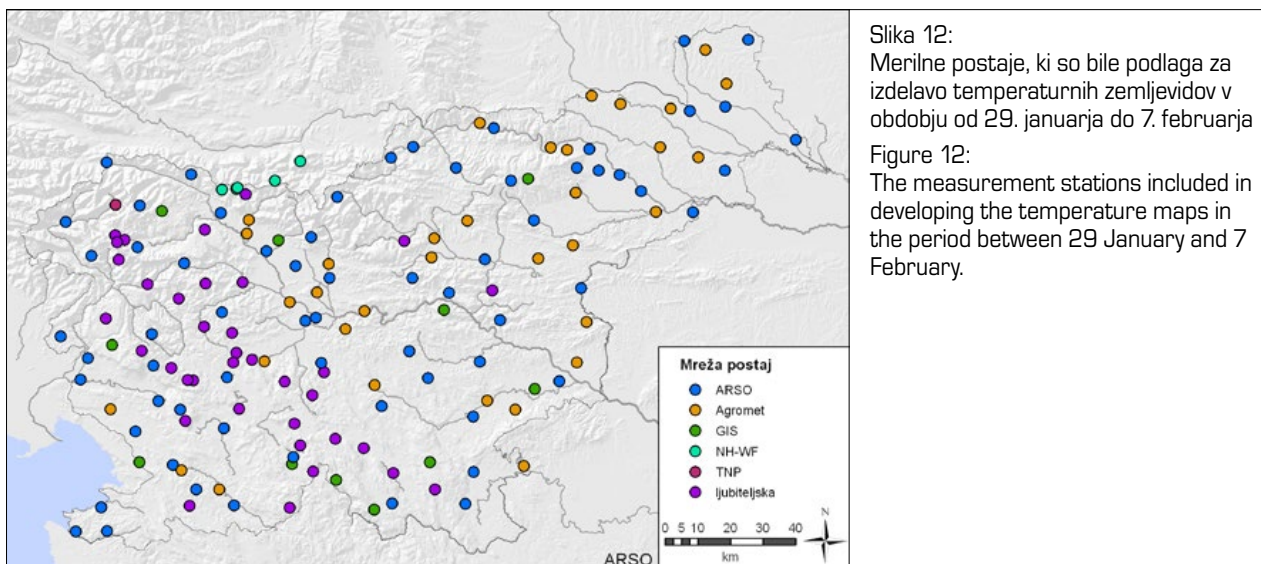 Slika 12:
Merilne postaje, ki so bile podlaga za
izdelavo temperaturnih zemljevidov v
obdobju od 29. januarja do 7. februarja
Figure 12:
The measurement stations included in
developing the temperature maps in
the period between 29 January and 7
February.
Mreža postaj
ARSO
Agromet
GIS
NH-WF
TNP
ljubiteljska
0 5 10 20 30 40
km
N
ARSO